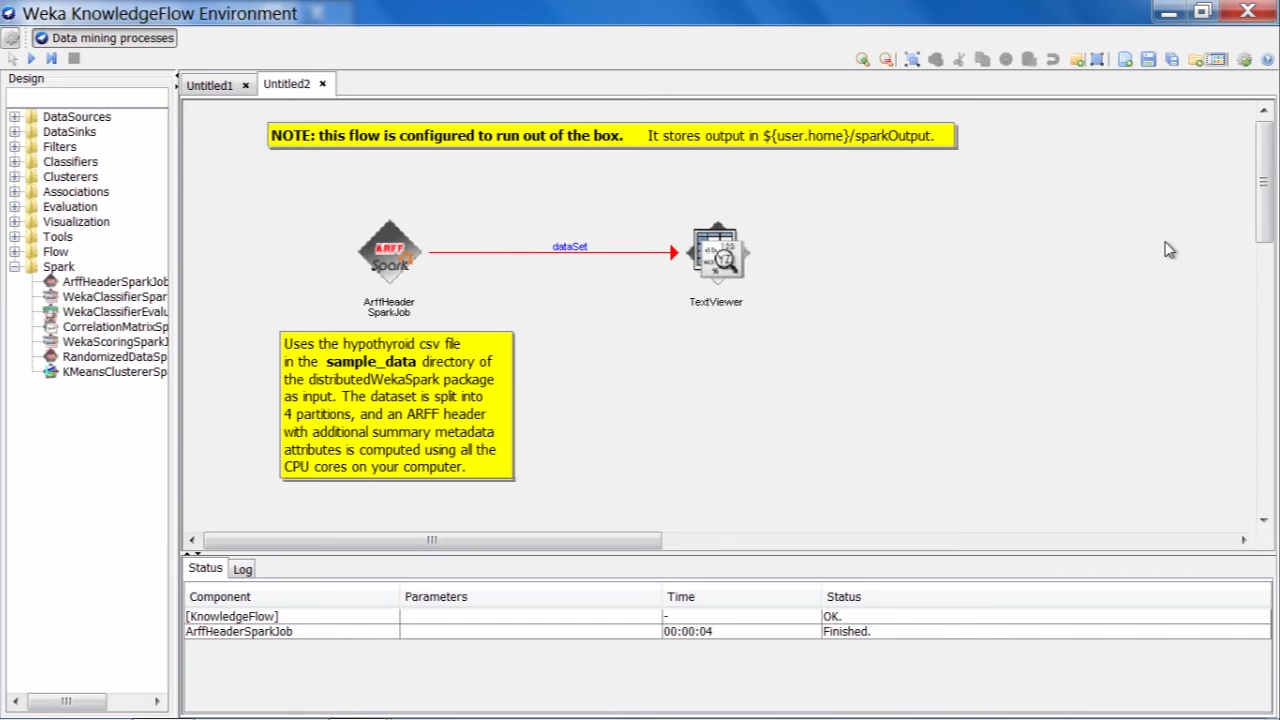 Weka KnowledgeFlow Environment
Data mining processes
Design
Untitled1
Untitled2
DataSources
DataSinks
Filters
Classifiers
Clusterers
Associations
Evaluation
Visualization
Tools
Flow
Spark
ArffHeaderSparkJob
WekaClassifierSpar
WekaClassifierEvalu
CorrelationMatrixSp
WekaScoringSparkJ
RandomizedDataSp
KMeansClustererSp
NOTE: this flow is configured to run out of the box. It stores output in ${user.home}/sparkOutput.
ARFF
Spark
dataSet
ArffHeader
SparkJob
TextViewer
Uses the hypothyroid csv file
in the sample_data directory of
the distributedWekaSpark package
as input. The dataset is split into
4 partitions, and an ARFF header
with additional summary metadata
attributes is computed using all the
CPU cores on your computer.
Status
Log
Component Parameters Time Status
[KnowledgeFlow] - OK.
ArffHeaderSparkJob 00:00:04 Finished.